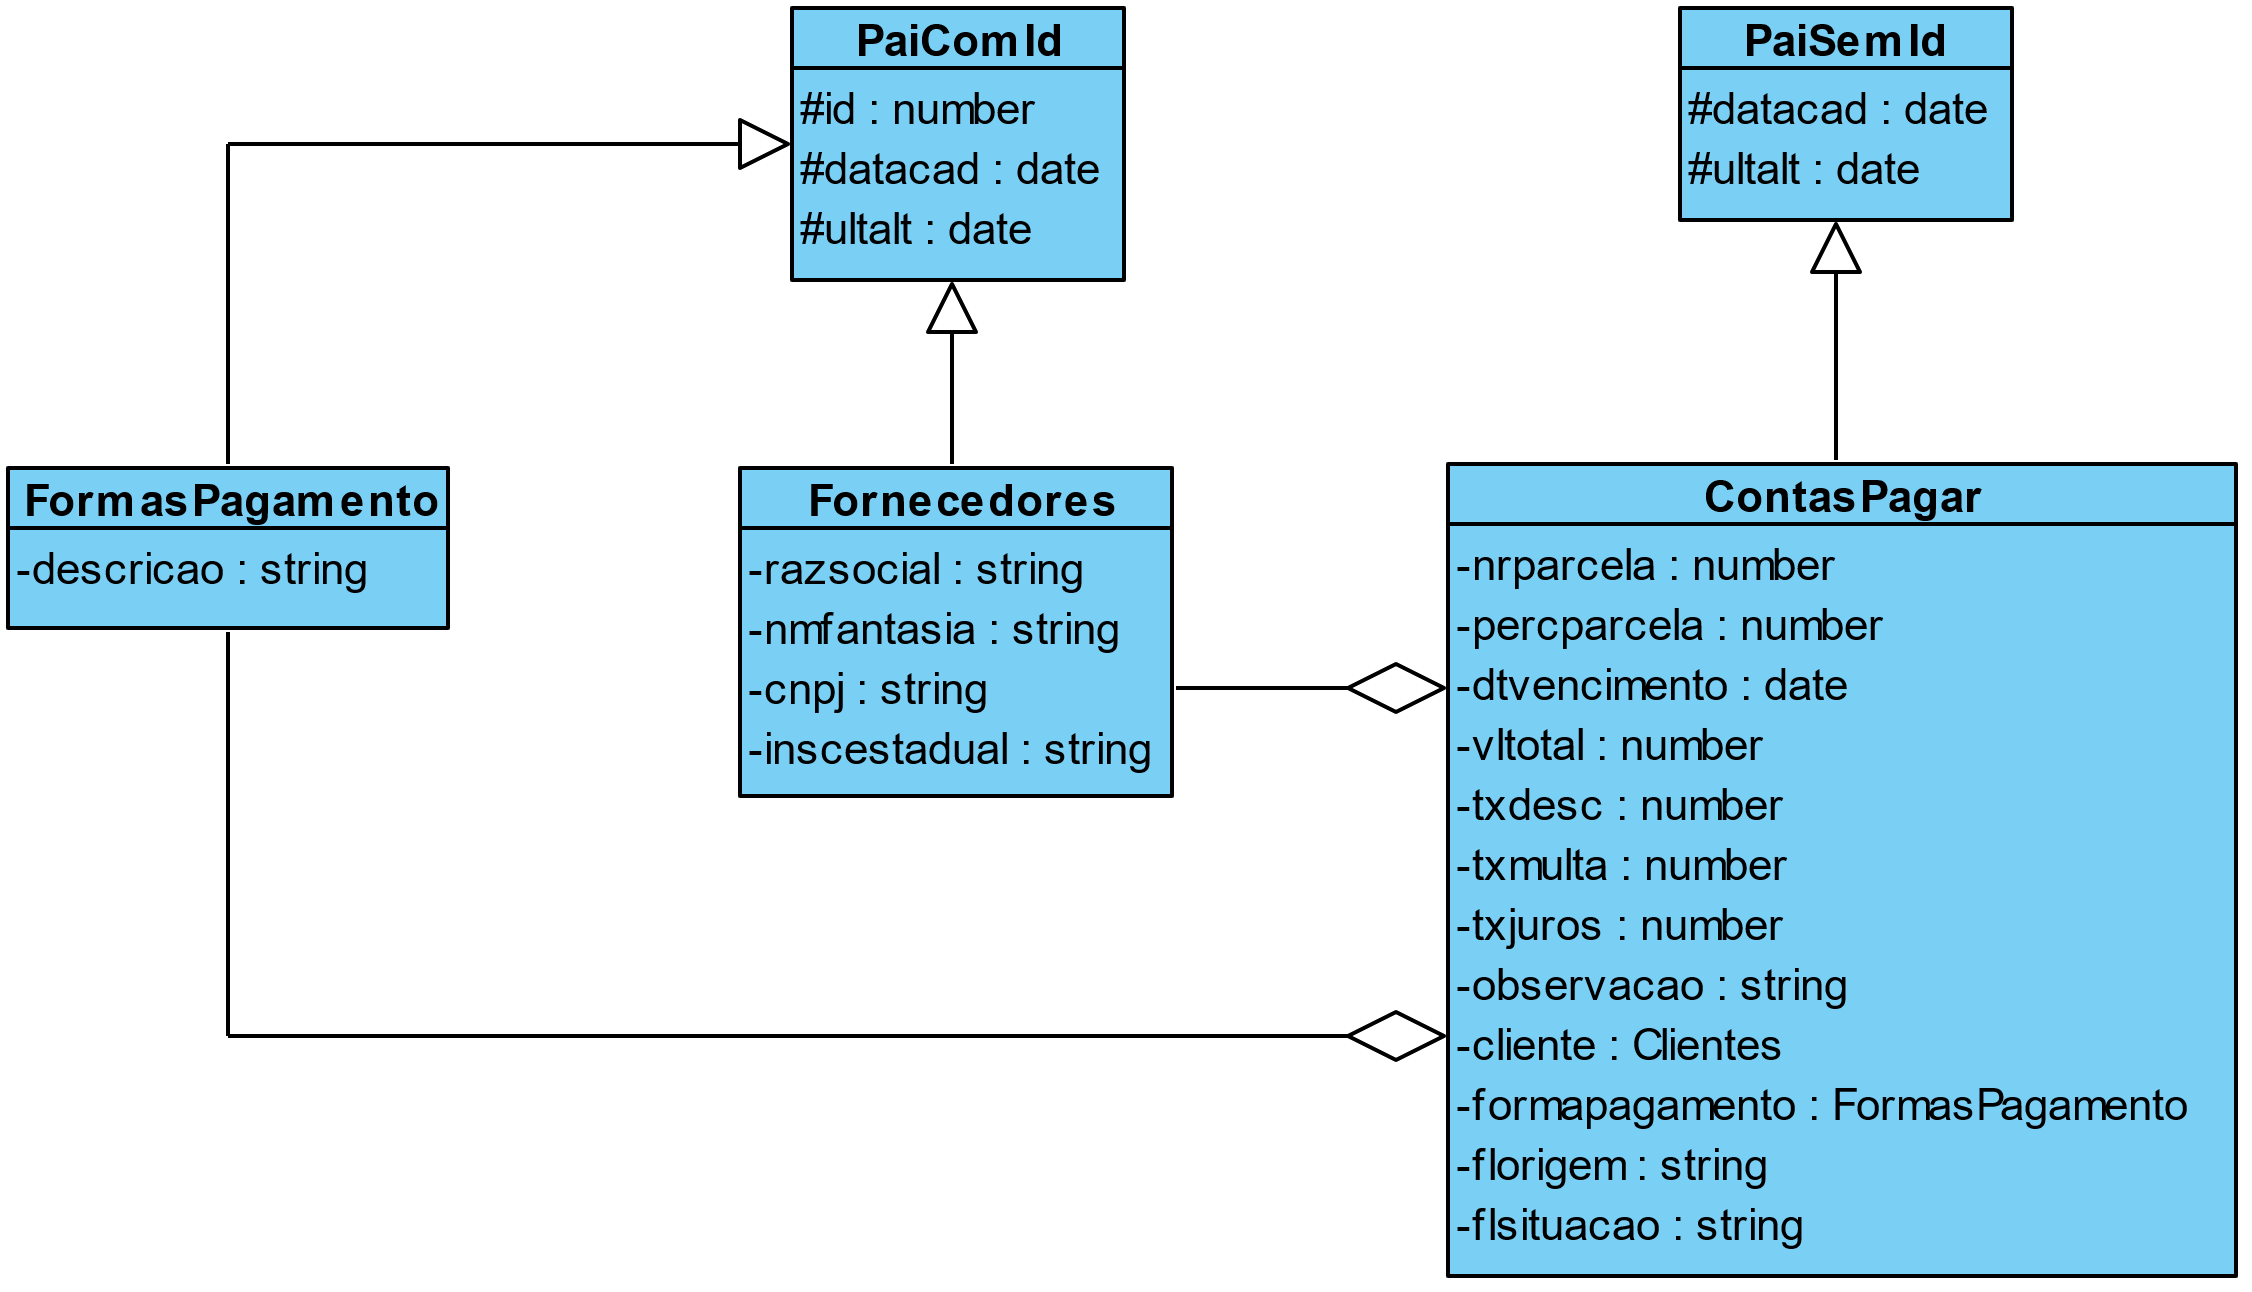 PaiComId
#id : number
#datacad : date
#ultalt : date
PaiSemId
#datacad : date
#ultalt : date
FormasPagamento
-descricao : string
Fornecedores
-razsocial : string
-nmfantasia : string
-cnpj : string
-inscestadual : string
ContasPagar
-nrparcela : number
-percparcela : number
-dtvencimento : date
-vltotal : number
-txdesc : number
-txmulta : number
-txjuros : number
-observacao : string
-cliente : Clientes
-formapagamento : FormasPagamento
-florigem : string
-flsituacao : string